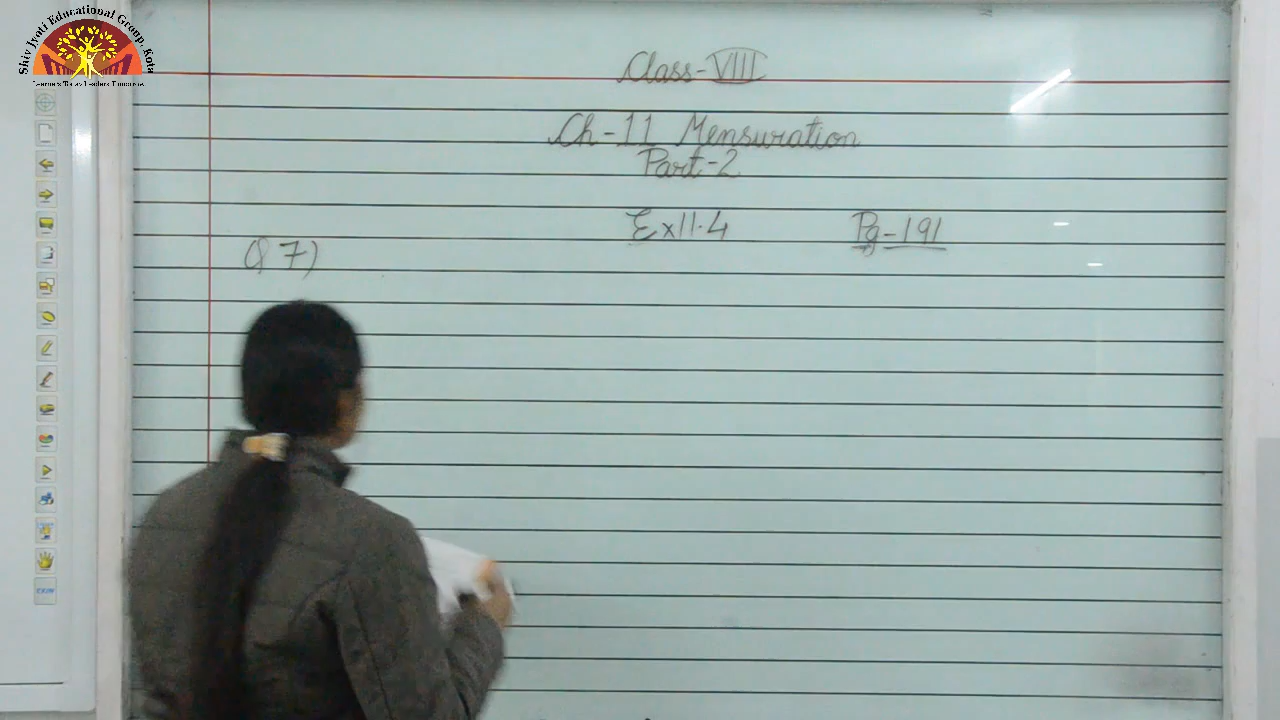 Shiv Jyoti Educational Group, Kota
Class-VIII
Ch-11 Mensuration
Part-2
Ex 11.4 Pg-191
Q 7)